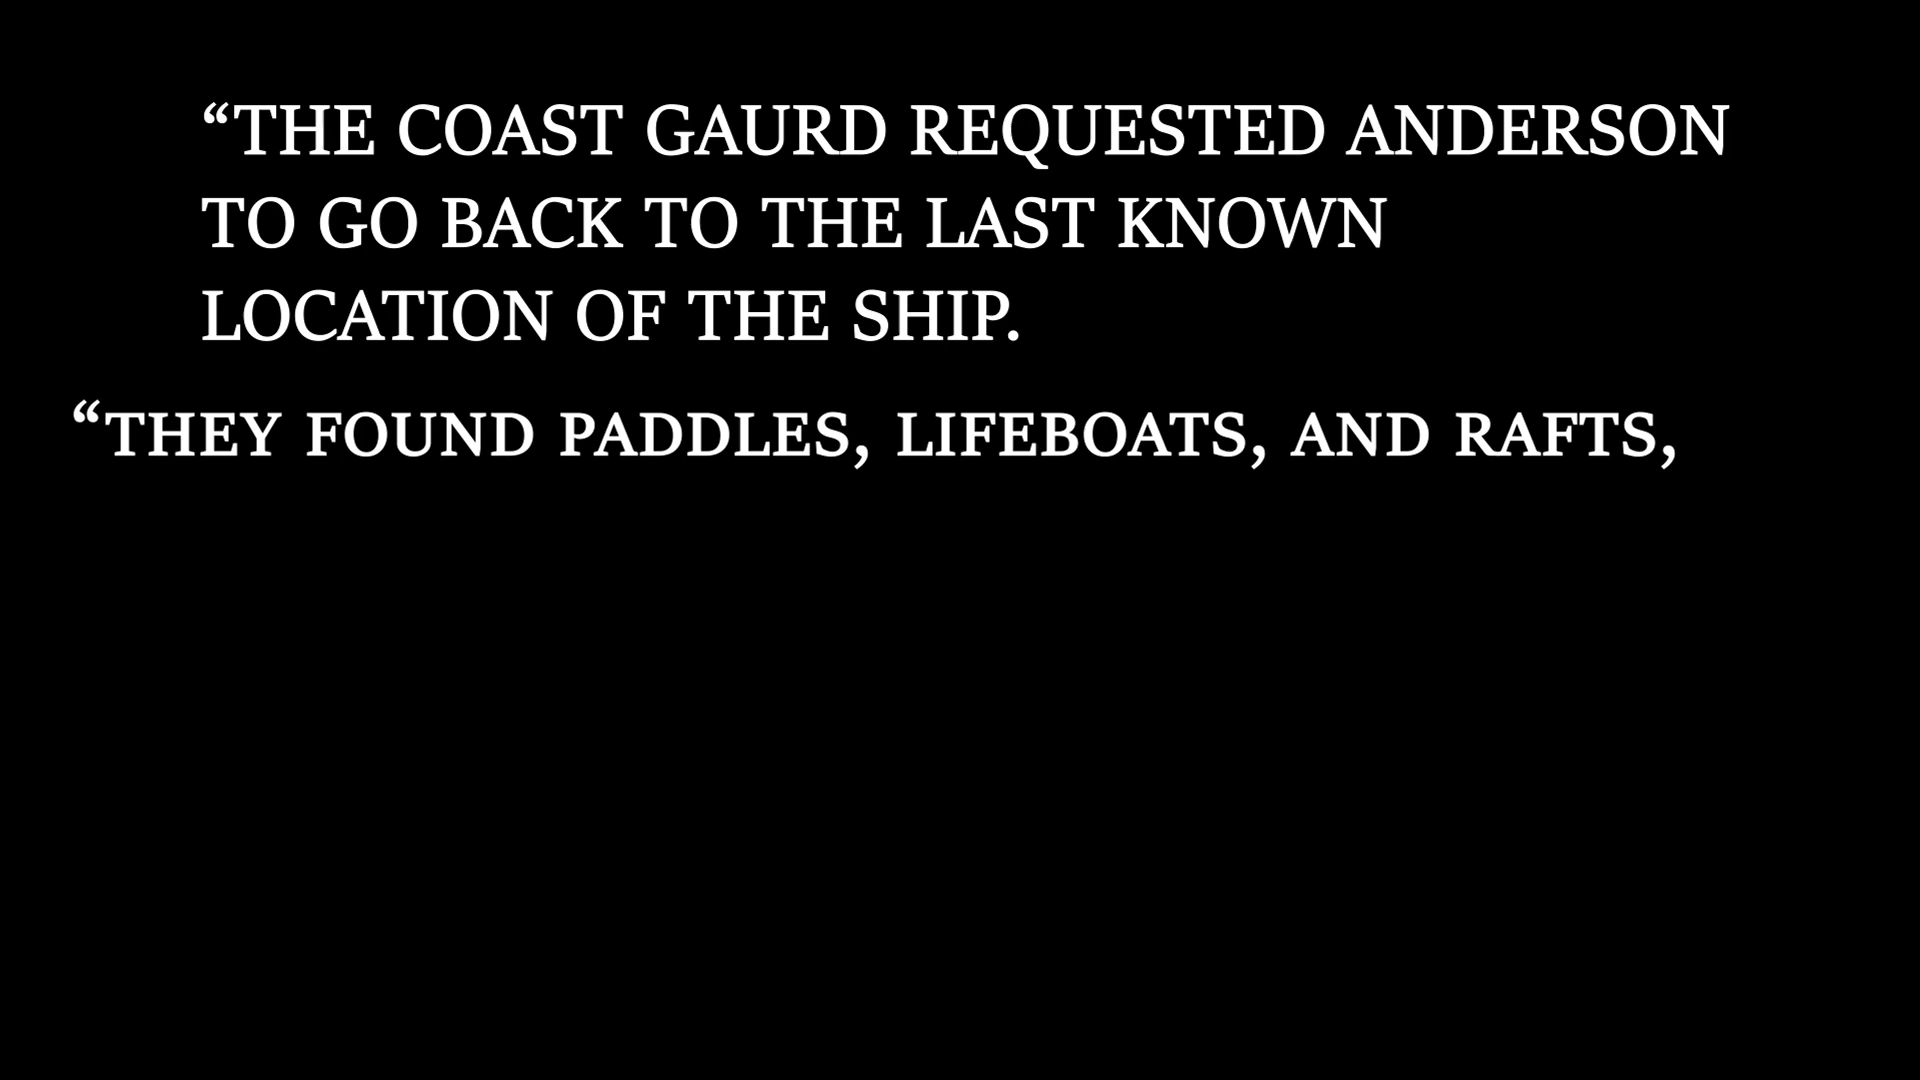 “THE COAST GAURD REQUESTED ANDERSON
TO GO BACK TO THE LAST KNOWN
LOCATION OF THE SHIP.
“THEY FOUND PADDLES, LIFEBOATS, AND RAFTS,